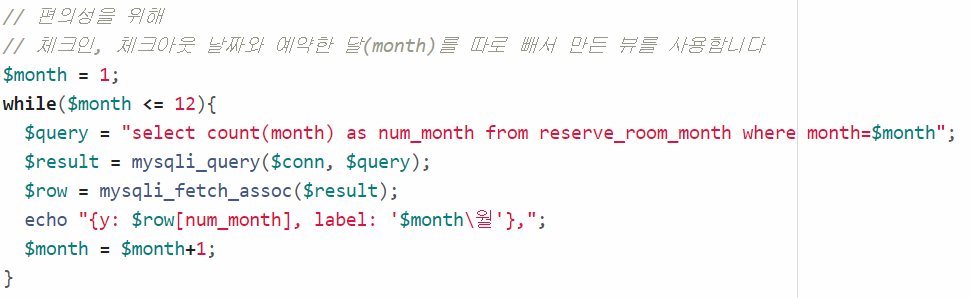 // 편의성을 위해
// 체크인, 체크아웃 날짜와 예약한 달(month)를 따로 빼서 만든 뷰를 사용합니다
$month = 1;
while($month <= 12){
  $query = "select count(month) as num_month from reserve_room_month where month=$month";
  $result = mysqli_query($conn, $query);
  $row = mysqli_fetch_assoc($result);
  echo "{y: $row[num_month], label: '$month\월'},";
  $month = $month+1;
}